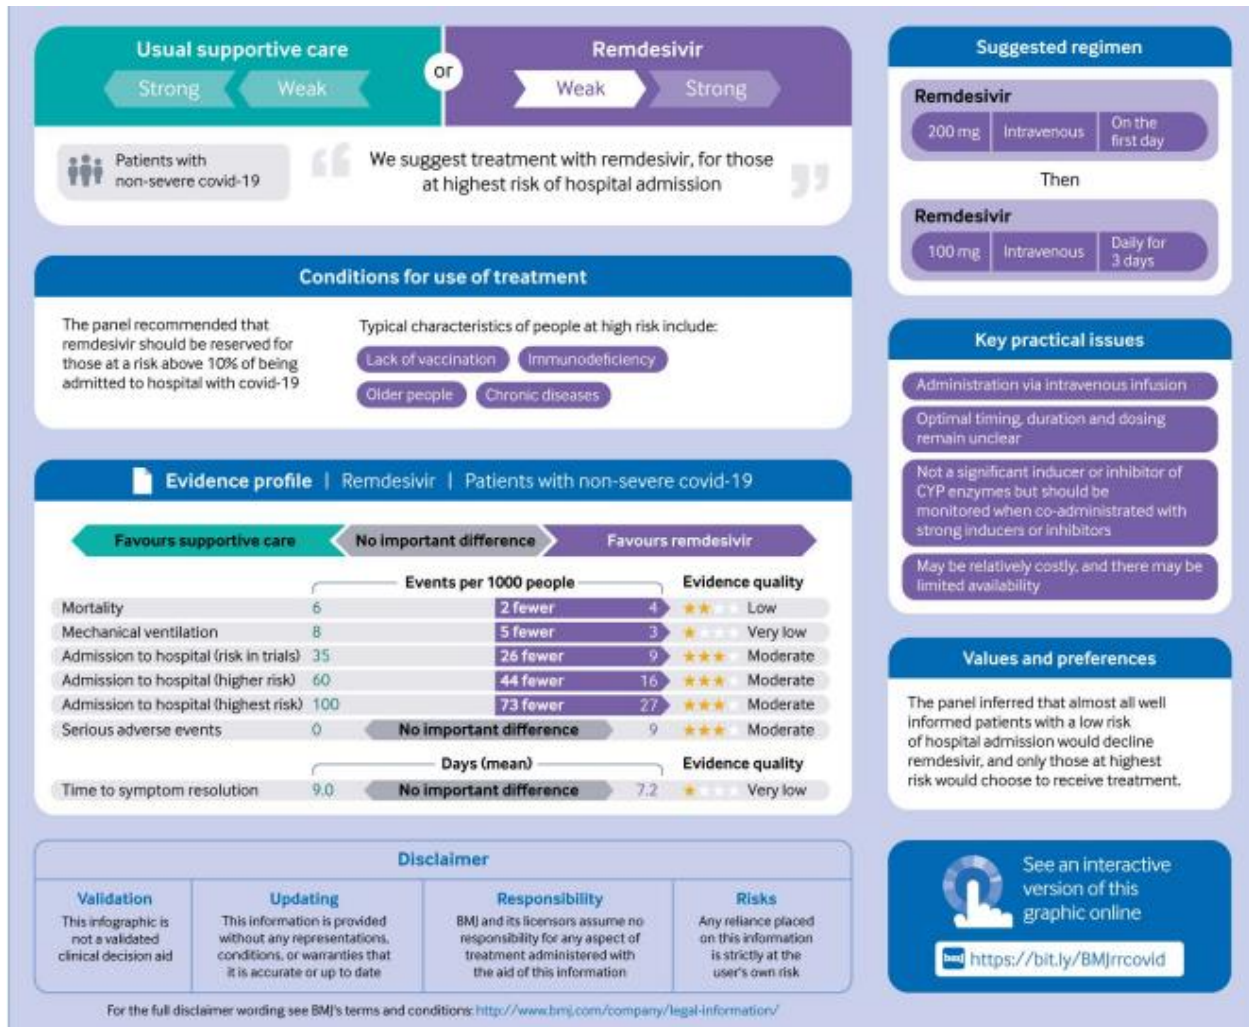 Usual supportive care
Strong
Weak
or
Remdesivir
Weak
Strong
Patients with
non-severe covid-19
“ We suggest treatment with remdesivir, for those
at highest risk of hospital admission ”
Conditions for use of treatment
The panel recommended that
remdesivir should be reserved for
those at a risk above 10% of being
admitted to hospital with covid-19
Typical characteristics of people at high risk include:
Lack of vaccination
Immunodeficiency
Older people
Chronic diseases
Evidence profile | Remdesivir | Patients with non-severe covid-19
Favours supportive care
No important difference
Favours remdesivir
Events per 1000 people
Evidence quality
Mortality 6 2 fewer 4 Low
Mechanical ventilation 8 5 fewer 3 Very low
Admission to hospital (risk in trials) 35 26 fewer 9 Moderate
Admission to hospital (higher risk) 60 44 fewer 16 Moderate
Admission to hospital (highest risk) 100 73 fewer 27 Moderate
Serious adverse events 0 No important difference 9 Moderate
Days (mean)
Evidence quality
Time to symptom resolution 9.0 No important difference 7.2 Very low
Disclaimer
Validation
This infographic is
not a validated
clinical decision aid
Updating
This information is provided
without any representations,
conditions, or warranties that
it is accurate or up to date
Responsibility
BMJ and its licensors assume no
responsibility for any aspect of
treatment administered with
the aid of this information
Risks
Any reliance placed
on this information
is strictly at the
user's own risk
For the full disclaimer wording see BMJ's terms and conditions: http://www.bmj.com/company/legal-information/
Suggested regimen
Remdesivir
200 mg
Intravenous
On the
first day
Then
Remdesivir
100 mg
Intravenous
Daily for
3 days
Key practical issues
Administration via intravenous infusion
Optimal timing, duration and dosing
remain unclear
Not a significant inducer or inhibitor of
CYP enzymes but should be
monitored when co-administrated with
strong inducers or inhibitors
May be relatively costly, and there may be
limited availability
Values and preferences
The panel inferred that almost all well
informed patients with a low risk
of hospital admission would decline
remdesivir, and only those at highest
risk would choose to receive treatment.
See an interactive
version of this
graphic online
bmj https://bit.ly/BMJrrcovid